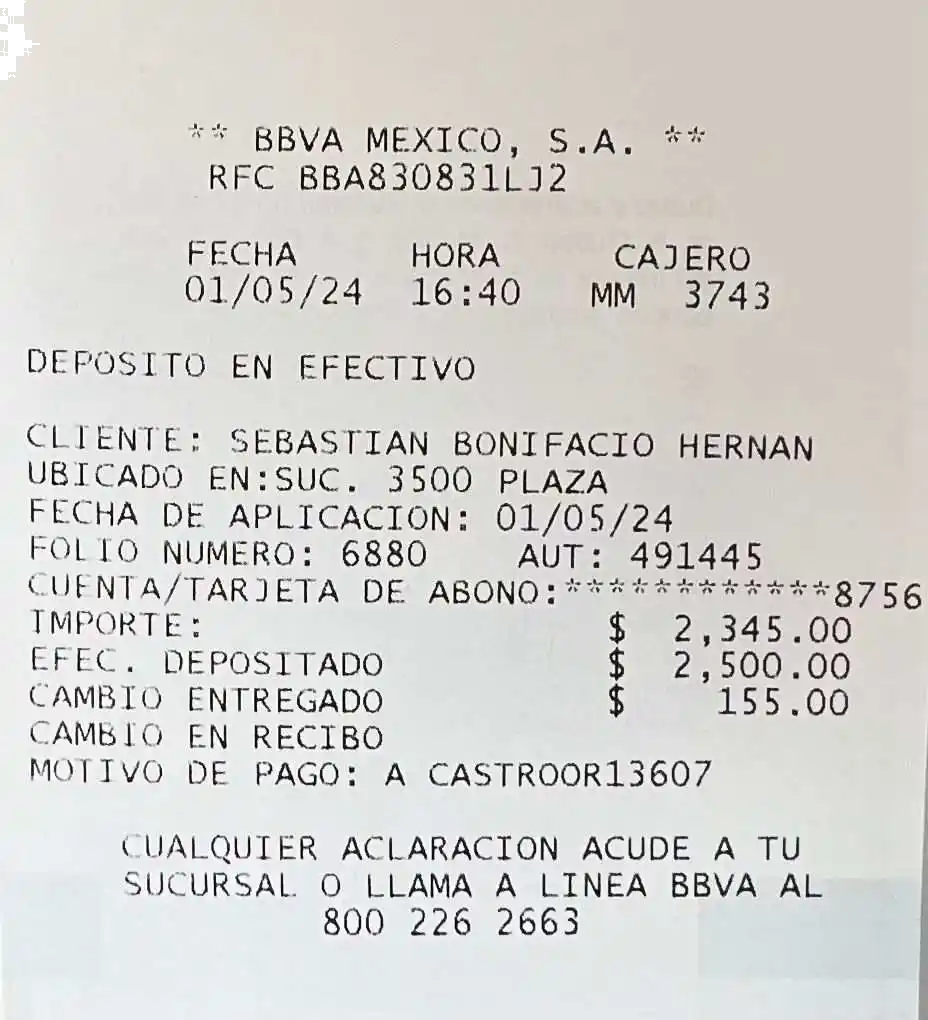 ** BBVA MEXICO, S.A. **
RFC BBA830831LJ2
FECHA HORA CAJERO
01/05/24 16:40 MM 3743
DEPOSITO EN EFECTIVO
CLIENTE: SEBASTIAN BONIFACIO HERNAN
UBICADO EN:SUC. 3500 PLAZA
FECHA DE APLICACION: 01/05/24
FOLIO NUMERO: 6880 AUT: 491445
CUENTA/TARJETA DE ABONO:************8756
IMPORTE: $ 2,345.00
EFEC. DEPOSITADO $ 2,500.00
CAMBIO ENTREGADO $ 155.00
CAMBIO EN RECIBO
MOTIVO DE PAGO: A CASTROOR13607
CUALQUIER ACLARACION ACUDE A TU
SUCURSAL O LLAMA A LINEA BBVA AL
800 226 2663